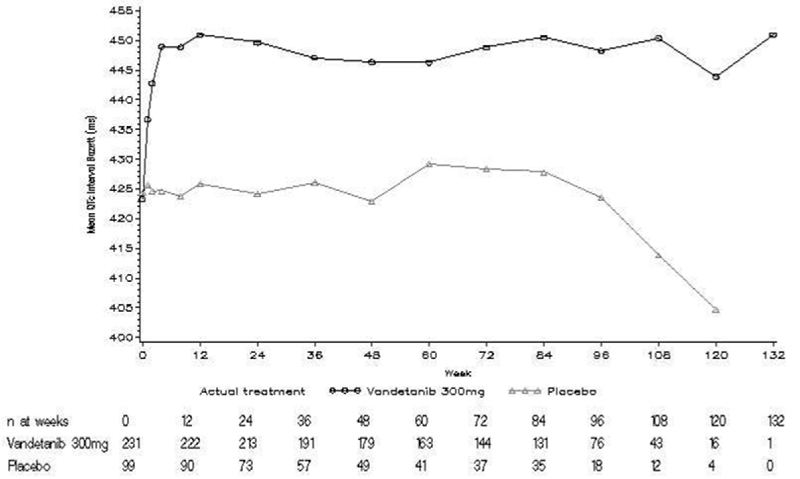 455
450
445
440
435
430
425
420
415
410
405
400
Mean QTc Interval Bazett (ms)
0 12 24 36 48 60 72 84 96 108 120 132
Week
Actual treatment Vandetanib 300mg Placebo
n at weeks 0 12 24 36 48 60 72 84 96 108 120 132
Vandetanib 300mg 231 222 213 191 179 163 144 131 76 43 16 1
Placebo 99 90 73 57 49 41 37 35 18 12 4 0